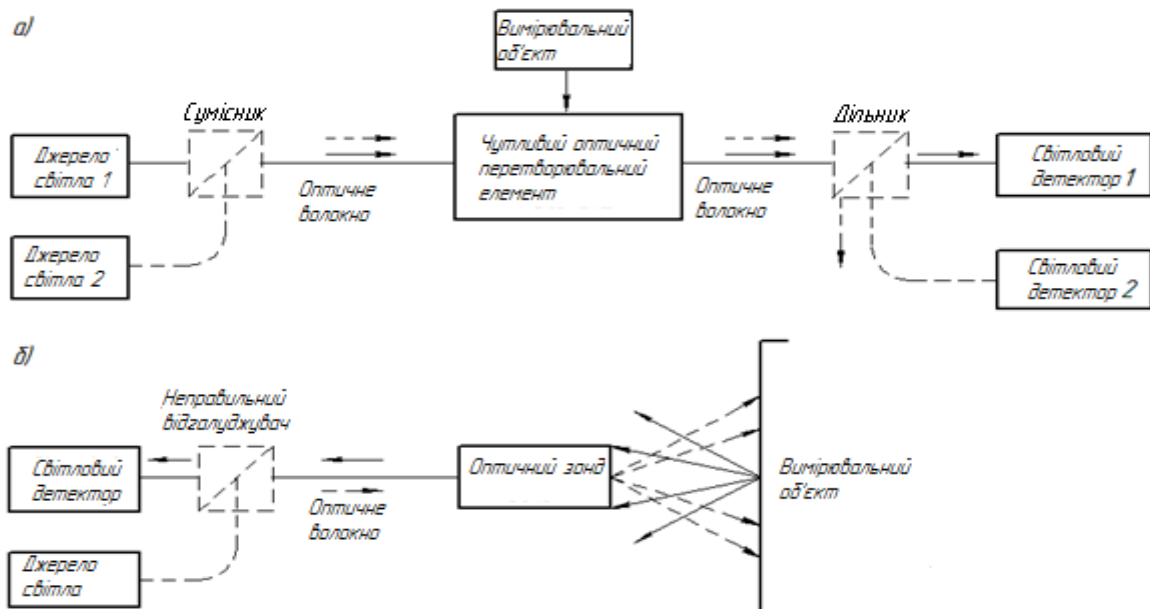 а)
Вимірювальний
об'єкт
Сумісник
Дільник
Джерело
світла 1
Чутливий оптичний
перетворювальний
елемент
Світловий
детектор 1
Оптичне
волокно
Оптичне
волокно
Джерело
світла 2
Світловий
детектор 2
б)
Неправильний
відгалуджувач
Світловий
детектор
Оптичний зонд
Вимірювальний
об'єкт
Оптичне
волокно
Джерело
світла